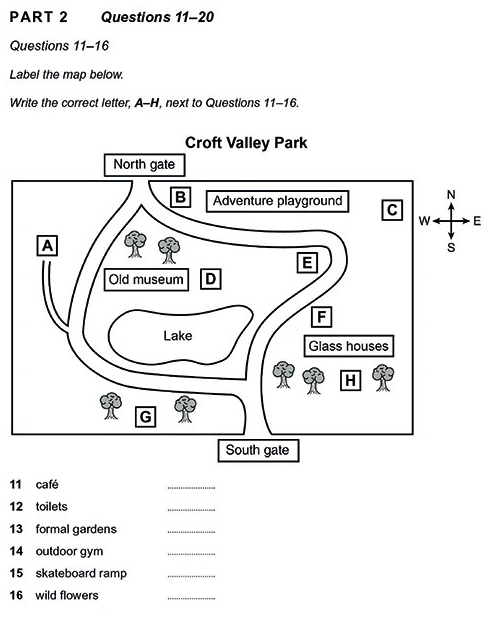 PART 2 Questions 11–20
Questions 11–16
Label the map below.
Write the correct letter, A–H, next to Questions 11–16.
Croft Valley Park
North gate
B
Adventure playground
C
N
W E
S
A
E
Old museum
D
F
Lake
Glass houses
H
G
South gate
11 café ................
12 toilets ................
13 formal gardens ................
14 outdoor gym ................
15 skateboard ramp ................
16 wild flowers ................